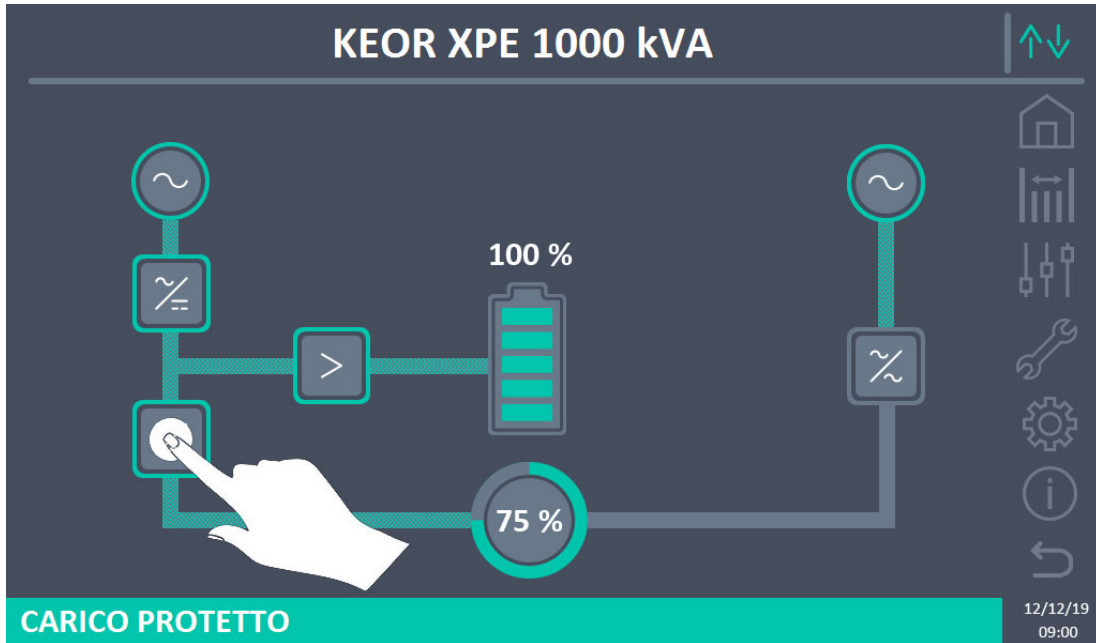 KEOR XPE 1000 kVA
100 %
75 %
CARICO PROTETTO
12/12/19
09:00